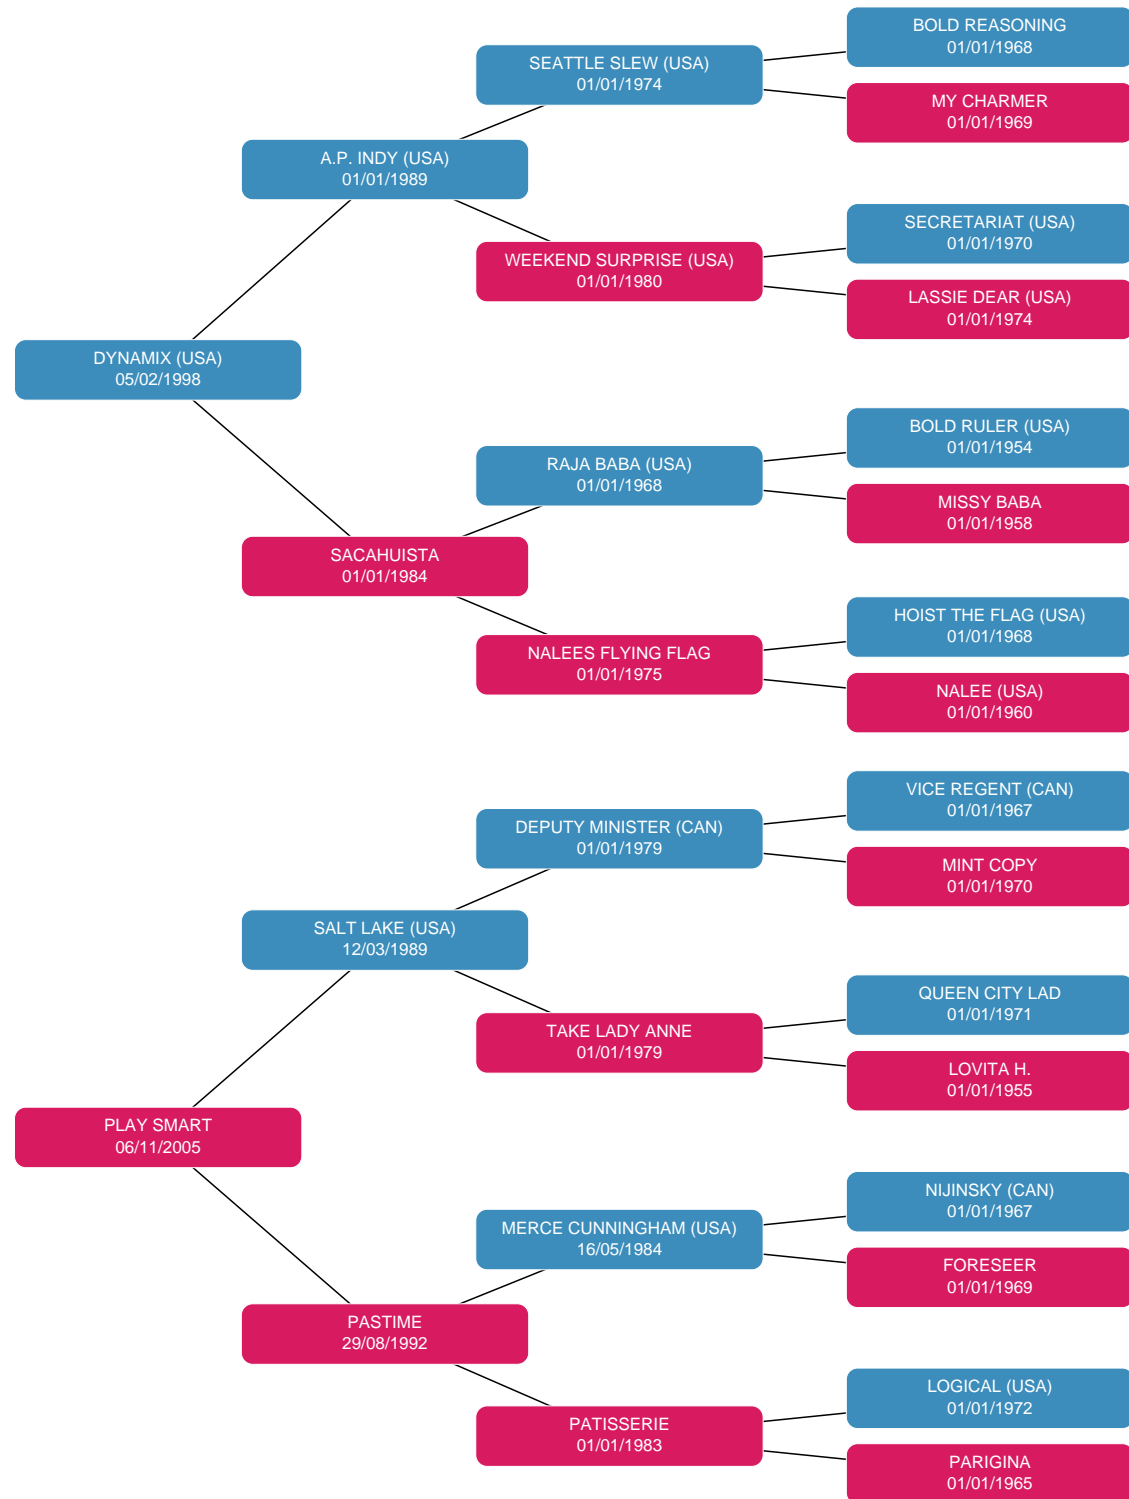 BOLD REASONING
01/01/1968
SEATTLE SLEW (USA)
01/01/1974
MY CHARMER
01/01/1969
A.P. INDY (USA)
01/01/1989
SECRETARIAT (USA)
01/01/1970
WEEKEND SURPRISE (USA)
01/01/1980
LASSIE DEAR (USA)
01/01/1974
DYNAMIX (USA)
05/02/1998
BOLD RULER (USA)
01/01/1954
RAJA BABA (USA)
01/01/1968
MISSY BABA
01/01/1958
SACAHUISTA
01/01/1984
HOIST THE FLAG (USA)
01/01/1968
NALEES FLYING FLAG
01/01/1975
NALEE (USA)
01/01/1960
VICE REGENT (CAN)
01/01/1967
DEPUTY MINISTER (CAN)
01/01/1979
MINT COPY
01/01/1970
SALT LAKE (USA)
12/03/1989
QUEEN CITY LAD
01/01/1971
TAKE LADY ANNE
01/01/1979
LOVITA H.
01/01/1955
PLAY SMART
06/11/2005
NIJINSKY (CAN)
01/01/1967
MERCE CUNNINGHAM (USA)
16/05/1984
FORESEER
01/01/1969
PASTIME
29/08/1992
LOGICAL (USA)
01/01/1972
PATISSERIE
01/01/1983
PARIGINA
01/01/1965